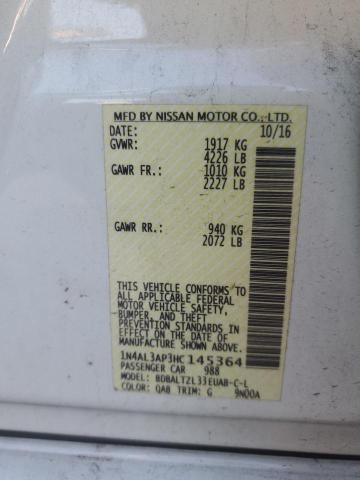 MFD BY NISSAN MOTOR CO.,LTD.
DATE: 10/16
GVWR: 1917 KG
4226 LB
GAWR FR.: 1010 KG
2227 LB
GAWR RR.: 940 KG
2072 LB
THIS VEHICLE CONFORMS TO
ALL APPLICABLE FEDERAL
MOTOR VEHICLE SAFETY,
BUMPER, AND THEFT
PREVENTION STANDARDS IN
EFFECT ON THE DATE OF
MANUFACTURE SHOWN ABOVE.
1N4AL3AP3HC145364
PASSENGER CAR 988
MODEL: BDBALTZL33EUAB-C-L
COLOR: QAB TRIM: G 9N00A